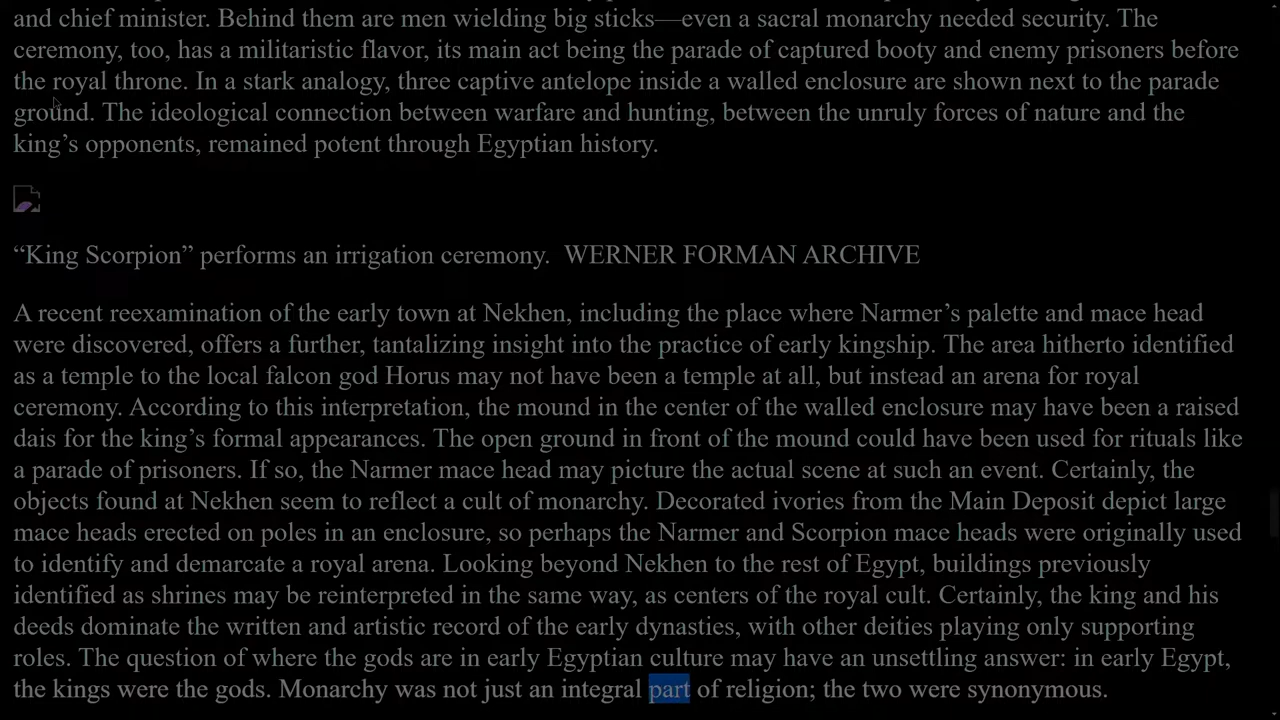 and chief minister. Behind them are men wielding big sticks—even a sacral monarchy needed security. The
ceremony, too, has a militaristic flavor, its main act being the parade of captured booty and enemy prisoners before
the royal throne. In a stark analogy, three captive antelope inside a walled enclosure are shown next to the parade
ground. The ideological connection between warfare and hunting, between the unruly forces of nature and the
king’s opponents, remained potent through Egyptian history.
“King Scorpion” performs an irrigation ceremony.  WERNER FORMAN ARCHIVE
A recent reexamination of the early town at Nekhen, including the place where Narmer’s palette and mace head
were discovered, offers a further, tantalizing insight into the practice of early kingship. The area hitherto identified
as a temple to the local falcon god Horus may not have been a temple at all, but instead an arena for royal
ceremony. According to this interpretation, the mound in the center of the walled enclosure may have been a raised
dais for the king’s formal appearances. The open ground in front of the mound could have been used for rituals like
a parade of prisoners. If so, the Narmer mace head may picture the actual scene at such an event. Certainly, the
objects found at Nekhen seem to reflect a cult of monarchy. Decorated ivories from the Main Deposit depict large
mace heads erected on poles in an enclosure, so perhaps the Narmer and Scorpion mace heads were originally used
to identify and demarcate a royal arena. Looking beyond Nekhen to the rest of Egypt, buildings previously
identified as shrines may be reinterpreted in the same way, as centers of the royal cult. Certainly, the king and his
deeds dominate the written and artistic record of the early dynasties, with other deities playing only supporting
roles. The question of where the gods are in early Egyptian culture may have an unsettling answer: in early Egypt,
the kings were the gods. Monarchy was not just an integral part of religion; the two were synonymous.